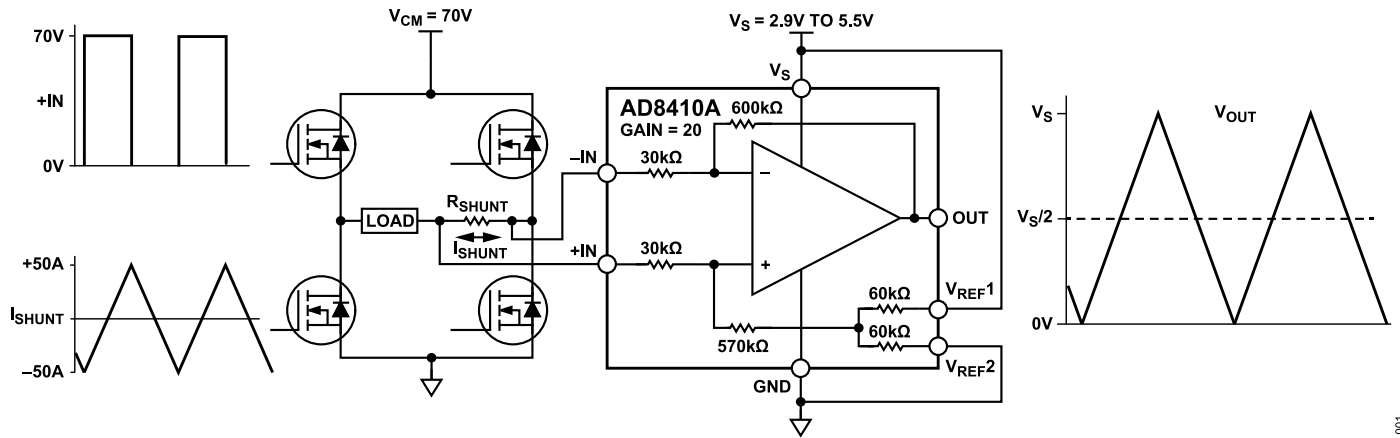 70V
+IN
0V
+50A
I_SHUNT
–50A
V_CM = 70V
LOAD
R_SHUNT
I_SHUNT
V_S = 2.9V TO 5.5V
V_S
AD8410A
GAIN = 20
600kΩ
–IN
30kΩ
–
+IN
30kΩ
+
OUT
60kΩ
V_REF1
60kΩ
V_REF2
570kΩ
GND
V_S
V_OUT
V_S/2
0V
001